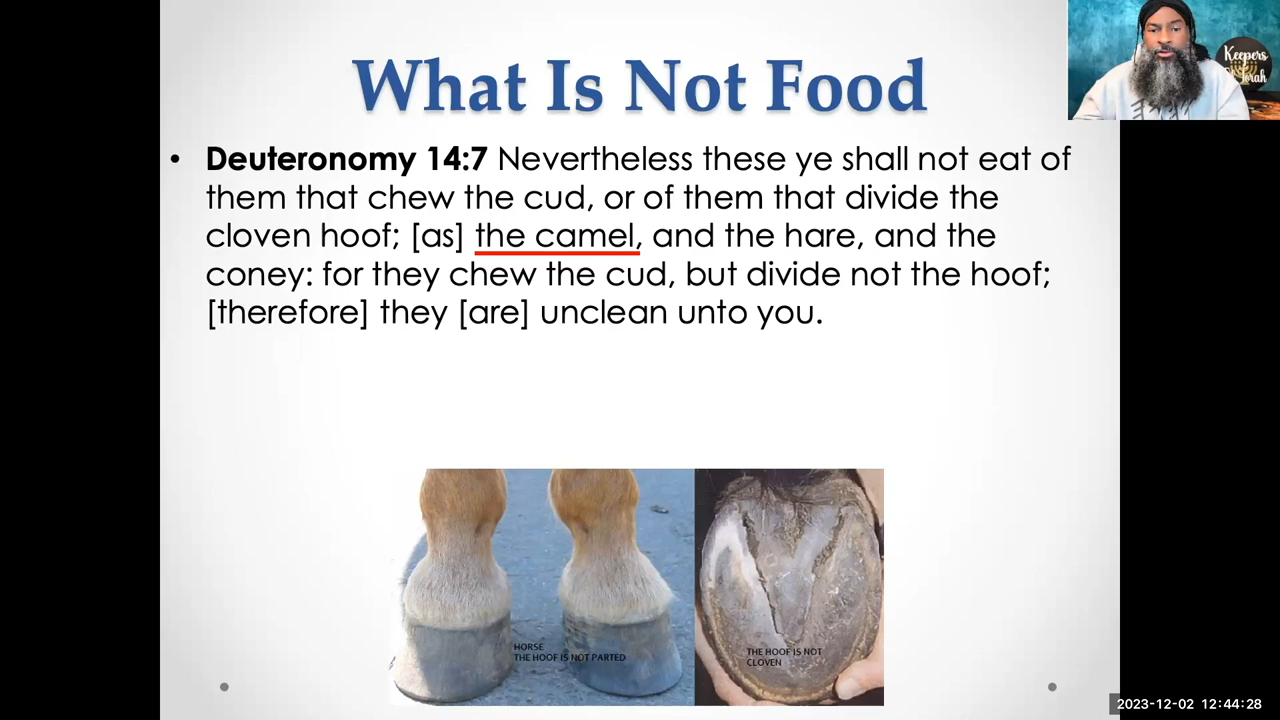 What Is Not Food
Keepers
Torah
• Deuteronomy 14:7 Nevertheless these ye shall not eat of
them that chew the cud, or of them that divide the
cloven hoof; [as] the camel, and the hare, and the
coney: for they chew the cud, but divide not the hoof;
[therefore] they [are] unclean unto you.
HORSE
THE HOOF IS NOT PARTED
THE HOOF IS NOT
CLOVEN
2023-12-02 12:44:28